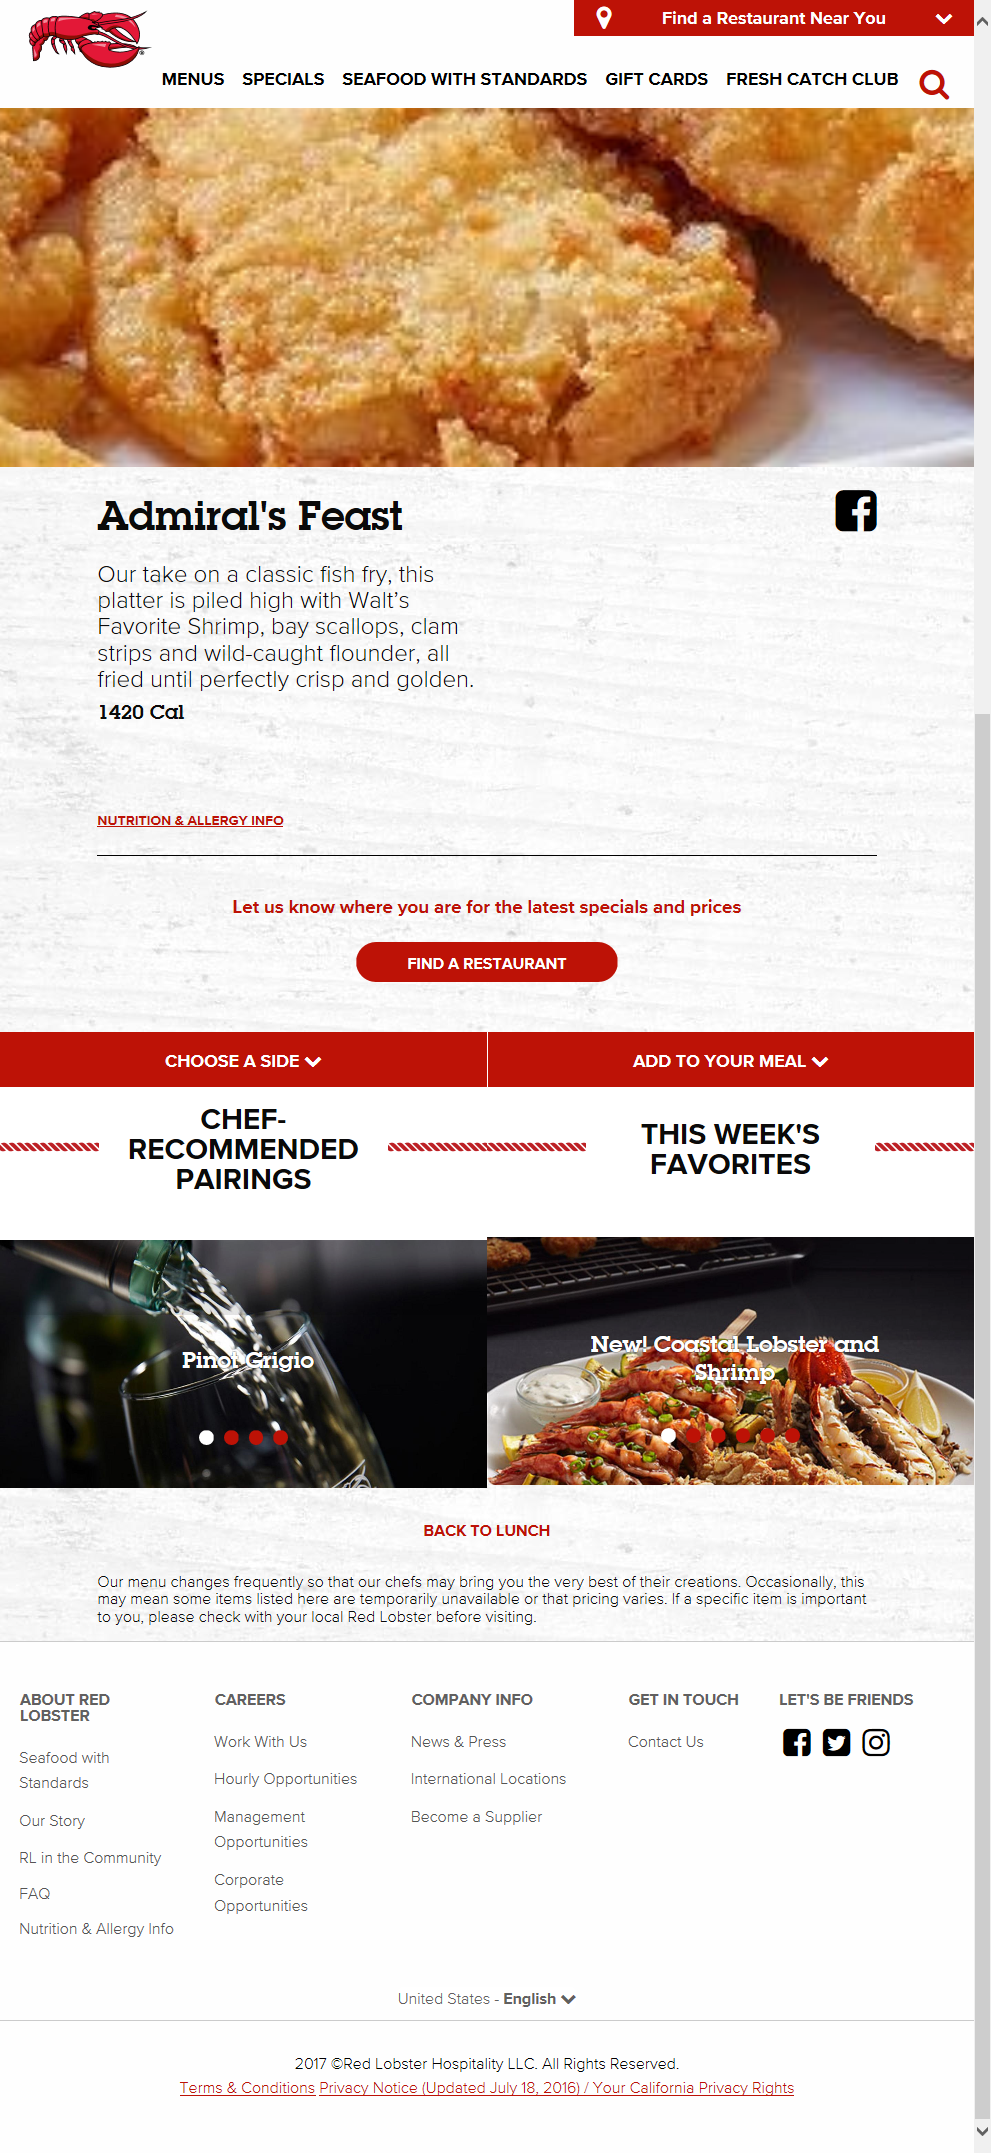 Find a Restaurant Near You
MENUS SPECIALS SEAFOOD WITH STANDARDS GIFT CARDS FRESH CATCH CLUB
Admiral's Feast
Our take on a classic fish fry, this
platter is piled high with Walt’s
Favorite Shrimp, bay scallops, clam
strips and wild-caught flounder, all
fried until perfectly crisp and golden.
1420 Cal
NUTRITION & ALLERGY INFO
Let us know where you are for the latest specials and prices
FIND A RESTAURANT
CHOOSE A SIDE
ADD TO YOUR MEAL
CHEF-
RECOMMENDED
PAIRINGS
THIS WEEK'S
FAVORITES
Pinot Grigio
New! Coastal Lobster and
Shrimp
BACK TO LUNCH
Our menu changes frequently so that our chefs may bring you the very best of their creations. Occasionally, this
may mean some items listed here are temporarily unavailable or that pricing varies. If a specific item is important
to you, please check with your local Red Lobster before visiting.
ABOUT RED
LOBSTER
Seafood with
Standards
Our Story
RL in the Community
FAQ
Nutrition & Allergy Info
CAREERS
Work With Us
Hourly Opportunities
Management
Opportunities
Corporate
Opportunities
COMPANY INFO
News & Press
International Locations
Become a Supplier
GET IN TOUCH
Contact Us
LET'S BE FRIENDS
United States - English
2017 ©Red Lobster Hospitality LLC. All Rights Reserved.
Terms & Conditions Privacy Notice (Updated July 18, 2016) / Your California Privacy Rights